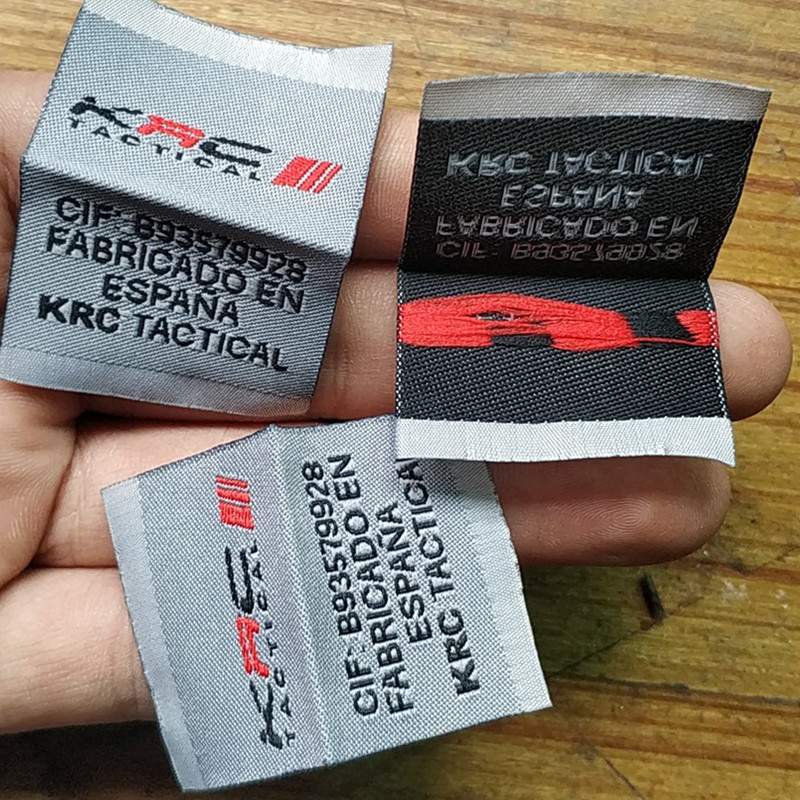 KRC
TACTICAL
CIF: B93579928
FABRICADO EN
ESPAÑA
KRC TACTICAL
KRC TACTICAL
ESPAÑA
FABRICADO EN
CIF: B93579928
KRC
TACTICAL
CIF: B93579928
FABRICADO EN
ESPAÑA
KRC TACTICA